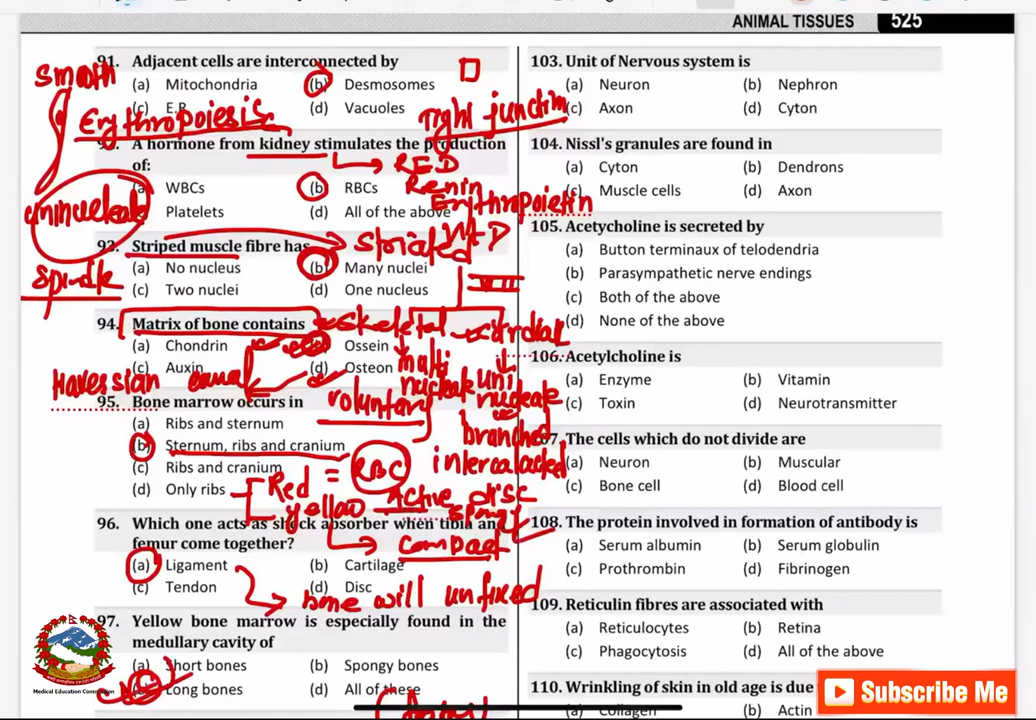 ANIMAL TISSUES 525
91. Adjacent cells are interconnected by
(a) Mitochondria (b) Desmosomes
(c) E.R (d) Vacuoles
smooth
Erythropoiesis
Tight junction
A hormone from kidney stimulates the production
of:
RED
WBCs (b) RBCs
Renin
Erythropoietin
Platelets (d) All of the above
93. Striped muscle fibre has
striated
(a) No nucleus (b) Many nuclei
(c) Two nuclei (d) One nucleus
spindle
94. Matrix of bone contains
skeletal
cardiac
(a) Chondrin Ossein
(c) Auxin (d) Osteon
multi
nucleate
uni
nucleate
Haversian canal
95. Bone marrow occurs in
voluntary
branched
intercalated
disc
(a) Ribs and sternum
(b) Sternum, ribs and cranium
(c) Ribs and cranium
(d) Only ribs
Red = RBC
yellow
Active
spongy
compact
96. Which one acts as shock absorber when tibia and
femur come together?
(a) Ligament (b) Cartilage
(c) Tendon (d) Disc
bone will unfixed
97. Yellow bone marrow is especially found in the
medullary cavity of
(a) Short bones (b) Spongy bones
Long bones (d) All of these
Medical Education Commission
103. Unit of Nervous system is
(a) Neuron (b) Nephron
(c) Axon (d) Cyton
104. Nissl's granules are found in
(a) Cyton (b) Dendrons
(c) Muscle cells (d) Axon
105. Acetycholine is secreted by
(a) Button terminaux of telodendria
(b) Parasympathetic nerve endings
(c) Both of the above
(d) None of the above
106. Acetylcholine is
(a) Enzyme (b) Vitamin
(c) Toxin (d) Neurotransmitter
The cells which do not divide are
(a) Neuron (b) Muscular
(c) Bone cell (d) Blood cell
108. The protein involved in formation of antibody is
(a) Serum albumin (b) Serum globulin
(c) Prothrombin (d) Fibrinogen
109. Reticulin fibres are associated with
(a) Reticulocytes (b) Retina
(c) Phagocytosis (d) All of the above
110. Wrinkling of skin in old age is due
(a) Collagen (b) Actin
Subscribe Me